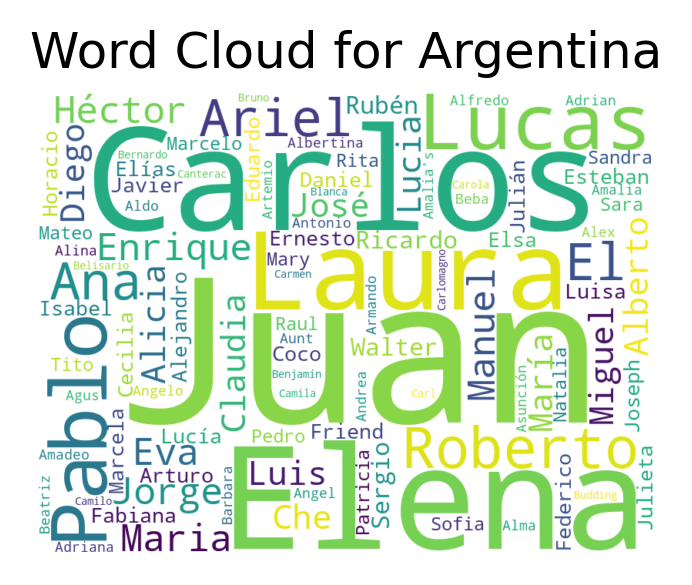 Word Cloud for Argentina
Bruno
Alfredo
Adrian
Héctor
Ariel
Rubén
Lucas
Carlos
Horacio
Diego
Marcelo
Eduardo
Albertina
Lucia
Amalia's
Bernardo
Elías
Canterac
Artemio
Rita
Julián
Sandra
Javier
Daniel
Blanca
Carola
Esteban
Amalia
Aldo
José
Beba
Sara
Mateo
Antonio
Alex
Enrique
Ernesto
Ricardo
Elsa
Alina
Laura
El
Alberto
Belisario
Mary
Carmen
Armando
Carlomagno
Ana
Alicia
Alejandro
Juan
Manuel
Luisa
Isabel
Claudia
Miguel
Pablo
Cecilia
Raul
Aunt
Walter
María
Natalia
Joseph
Tito
Coco
Angelo
Benjamín
Camila
Andrea
Carl
Asunción
Agus
Lucía
Pedro
Friend
Roberto
Amadeo
Marcela
Eva
Arturo
Luis
Patricia
Sergio
Elena
Julieta
Beatriz
Camilo
Jorge
Barbara
Angel
Budding
Fabiana
Che
Sofia
Alma
Federico
Adriana
Maria